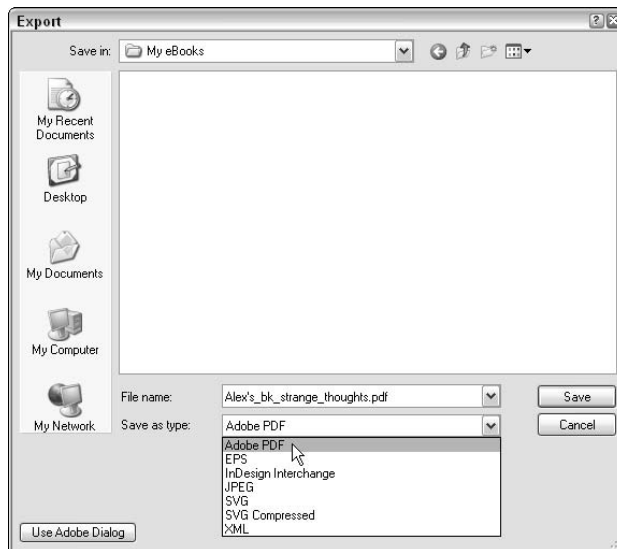 Export
Save in: My eBooks
My Recent
Documents
Desktop
My Documents
My Computer
My Network
File name: Alex's_bk_strange_thoughts.pdf Save
Save as type: Adobe PDF Cancel
Adobe PDF
EPS
InDesign Interchange
JPEG
SVG
SVG Compressed
XML
Use Adobe Dialog